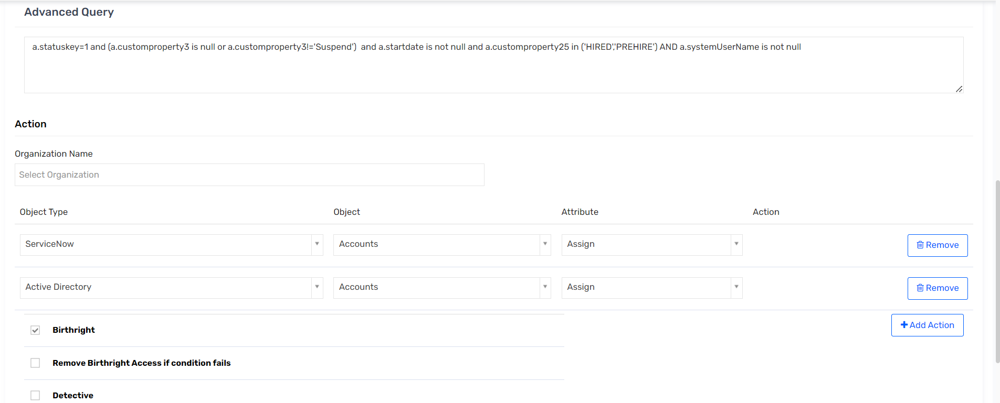 Advanced Query
a.statuskey=1 and (a.customproperty3 is null or a.customproperty3!='Suspend')  and a.startdate is not null and a.customproperty25 in ('HIRED','PREHIRE') AND a.systemUserName is not null
Action
Organization Name
Select Organization
Object Type Object Attribute Action
ServiceNow Accounts Assign Remove
Active Directory Accounts Assign Remove
Birthright Add Action
Remove Birthright Access if condition fails
Detective